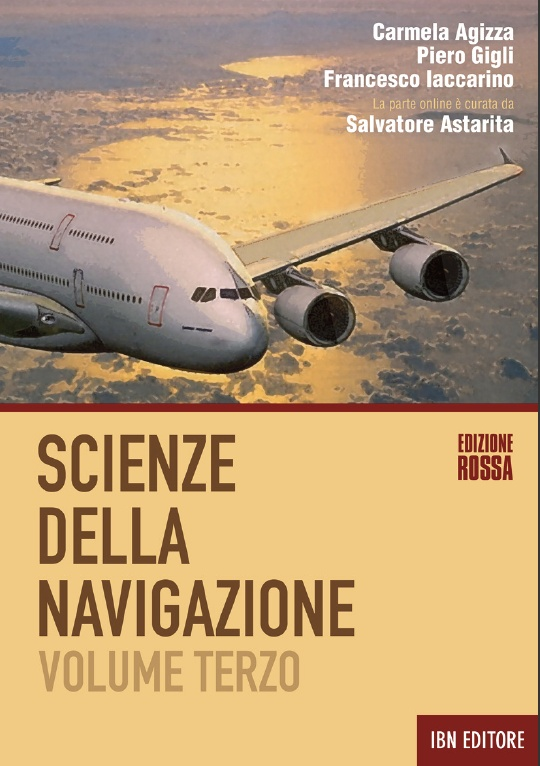 Carmela Agizza
Piero Gigli
Francesco Iaccarino
La parte online è curata da
Salvatore Astarita
SCIENZE
DELLA
NAVIGAZIONE
VOLUME TERZO
EDIZIONE
ROSSA
IBN EDITORE